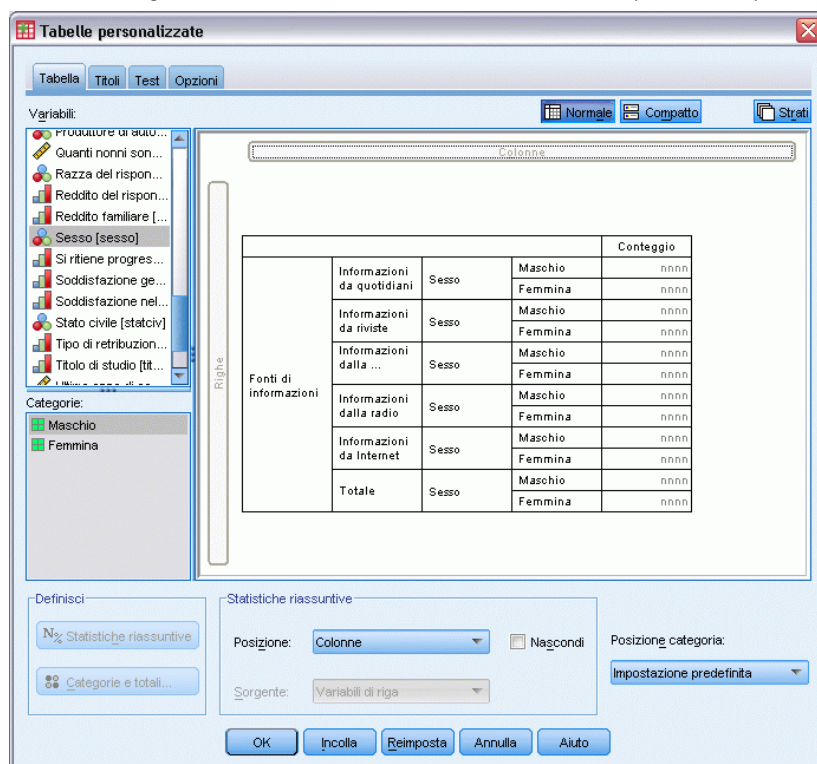 Tabelle personalizzate
Tabella Titoli Test Opzioni
Variabili:
Normale Compatto Strati
Produttore di auto...
Quanti nonni son...
Razza del rispon...
Reddito del rispon...
Reddito familiare [...
Sesso [sesso]
Si ritiene progres...
Soddisfazione ge...
Soddisfazione nel...
Stato civile [statciv]
Tipo di retribuzion...
Titolo di studio [tit...
Categorie:
Maschio
Femmina
Colonne
Righe
Conteggio
Fonti di informazioni
Informazioni da quotidiani Sesso Maschio nnnn
Femmina nnnn
Informazioni da riviste Sesso Maschio nnnn
Femmina nnnn
Informazioni dalla ... Sesso Maschio nnnn
Femmina nnnn
Informazioni dalla radio Sesso Maschio nnnn
Femmina nnnn
Informazioni da Internet Sesso Maschio nnnn
Femmina nnnn
Totale Sesso Maschio nnnn
Femmina nnnn
Definisci
N% Statistiche riassuntive
Categorie e totali...
Statistiche riassuntive
Posizione: Colonne Nascondi
Sorgente: Variabili di riga
Posizione categoria:
Impostazione predefinita
OK Incolla Reimposta Annulla Aiuto